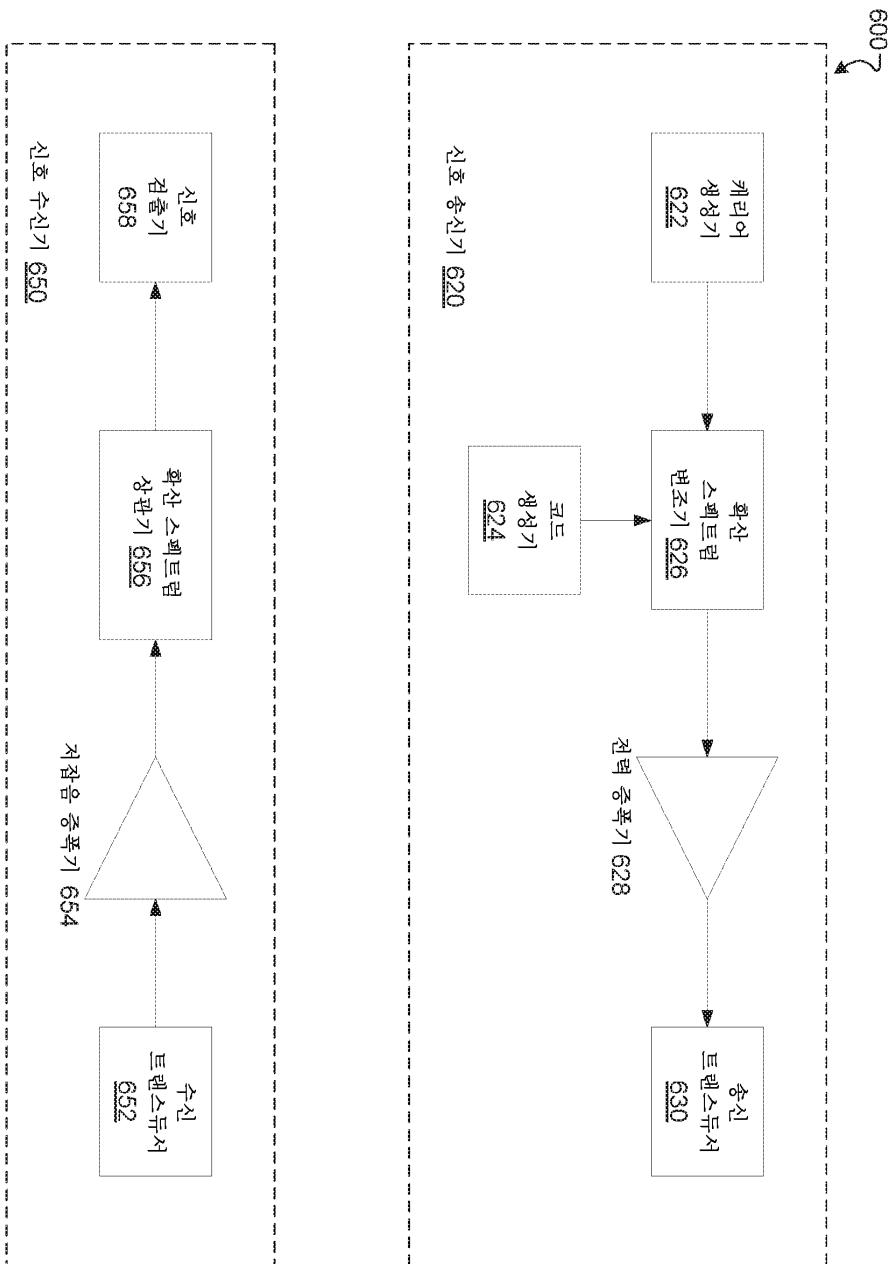 600
캐리어
생성기
622
확산
스펙트럼
변조기 626
코드
생성기
624
전력 증폭기 628
송신
트랜스듀서
630
신호 송신기 620
신호
검출기
658
확산 스펙트럼
상관기 656
저잡음 증폭기 654
수신
트랜스듀서
652
신호 수신기 650